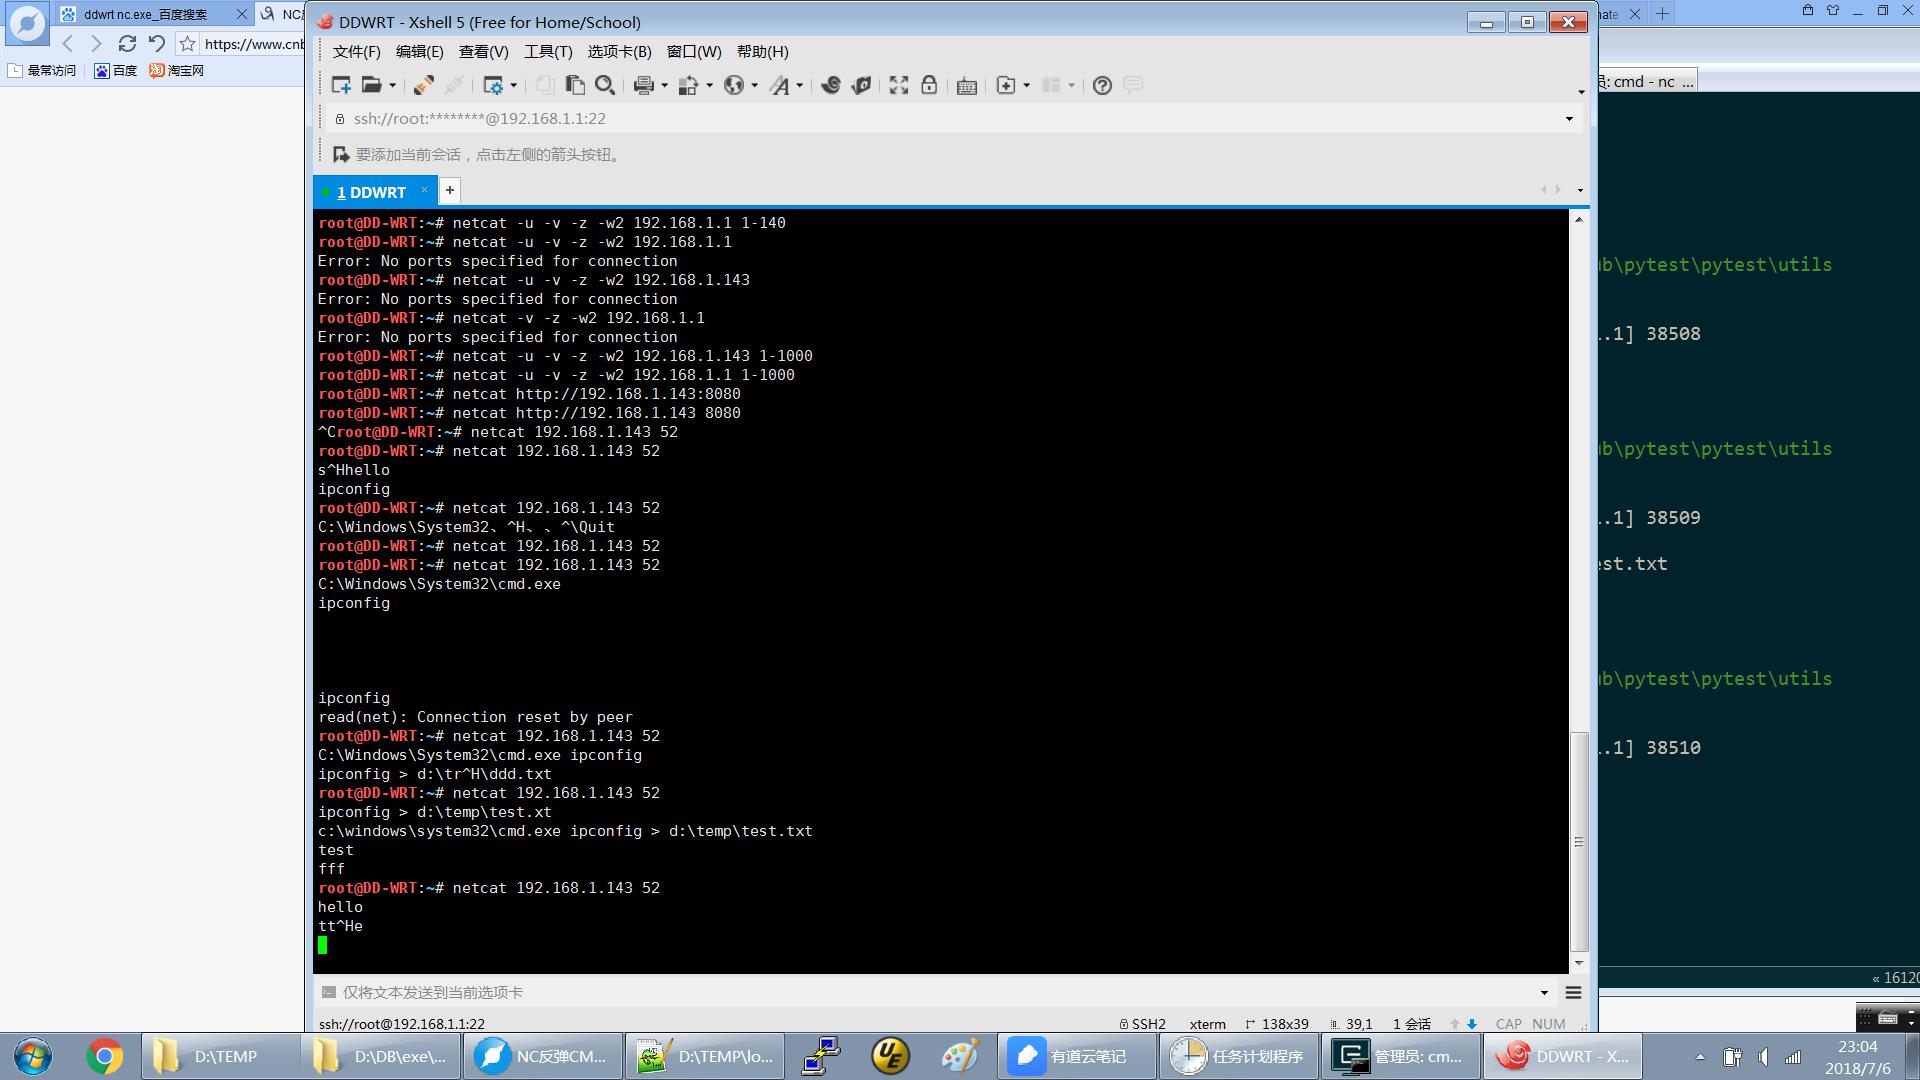 ddwrt nc.exe_百度搜索
https://www.cnb
最常访问 百度 淘宝网
DDWRT - Xshell 5 (Free for Home/School)
文件(F) 编辑(E) 查看(V) 工具(T) 选项卡(B) 窗口(W) 帮助(H)
ssh://root:********@192.168.1.1:22
要添加当前会话，点击左侧的箭头按钮。
1 DDWRT
root@DD-WRT:~# netcat -u -v -z -w2 192.168.1.1 1-140
root@DD-WRT:~# netcat -u -v -z -w2 192.168.1.1
Error: No ports specified for connection
root@DD-WRT:~# netcat -u -v -z -w2 192.168.1.143
Error: No ports specified for connection
root@DD-WRT:~# netcat -v -z -w2 192.168.1.1
Error: No ports specified for connection
root@DD-WRT:~# netcat -u -v -z -w2 192.168.1.143 1-1000
root@DD-WRT:~# netcat -u -v -z -w2 192.168.1.1 1-1000
root@DD-WRT:~# netcat http://192.168.1.143:8080
root@DD-WRT:~# netcat http://192.168.1.143 8080
^Croot@DD-WRT:~# netcat 192.168.1.143 52
root@DD-WRT:~# netcat 192.168.1.143 52
s^Hhello
ipconfig
root@DD-WRT:~# netcat 192.168.1.143 52
C:\Windows\System32、^H、、^\Quit
root@DD-WRT:~# netcat 192.168.1.143 52
root@DD-WRT:~# netcat 192.168.1.143 52
C:\Windows\System32\cmd.exe
ipconfig
ipconfig
read(net): Connection reset by peer
root@DD-WRT:~# netcat 192.168.1.143 52
C:\Windows\System32\cmd.exe ipconfig
ipconfig > d:\tr^H\ddd.txt
root@DD-WRT:~# netcat 192.168.1.143 52
ipconfig > d:\temp\test.xt
c:\windows\system32\cmd.exe ipconfig > d:\temp\test.txt
test
fff
root@DD-WRT:~# netcat 192.168.1.143 52
hello
tt^He
仅将文本发送到当前选项卡
ssh://root@192.168.1.1:22 SSH2 xterm 138x39 39,1 1 会话 CAP NUM
: cmd - nc ...
ub\pytest\pytest\utils
.1] 38508
ub\pytest\pytest\utils
.1] 38509
est.txt
ub\pytest\pytest\utils
.1] 38510
« 16120
D:\TEMP D:\DB\exe\... NC反弹CM... D:\TEMP\lo... 有道云笔记 任务计划程序 管理员: cm... DDWRT - X...
23:04
2018/7/6